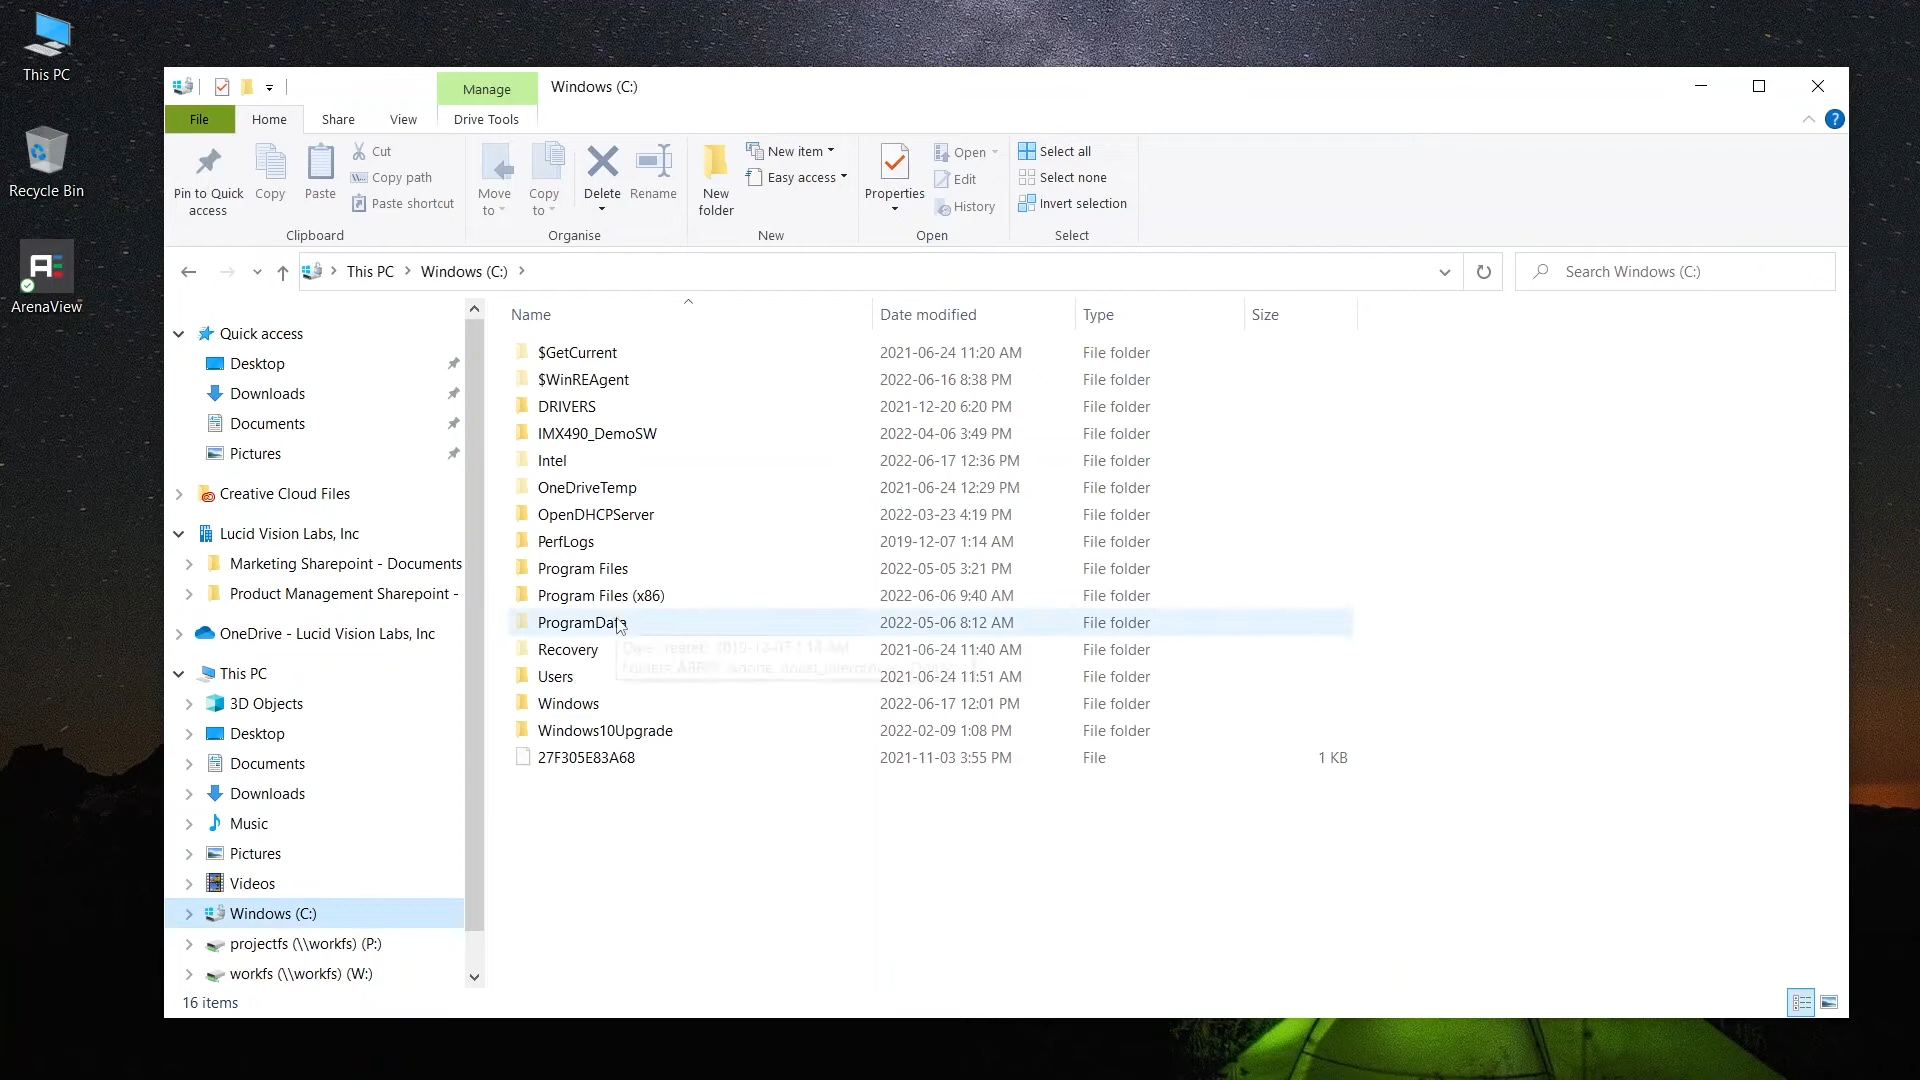 This PC
Recycle Bin
ArenaView
Manage
Windows (C:)
File
Home
Share
View
Drive Tools
?
Pin to Quick
access
Copy
Paste
Cut
Copy path
Paste shortcut
Clipboard
Move
to
Copy
to
Delete
Rename
Organise
New
folder
New item
Easy access
New
Properties
Open
Edit
History
Open
Select all
Select none
Invert selection
Select
This PC
Windows (C:)
Search Windows (C:)
Quick access
Desktop
Downloads
Documents
Pictures
Creative Cloud Files
Lucid Vision Labs, Inc
Marketing Sharepoint - Documents
Product Management Sharepoint -
OneDrive - Lucid Vision Labs, Inc
This PC
3D Objects
Desktop
Documents
Downloads
Music
Pictures
Videos
Windows (C:)
projectfs (\\workfs) (P:)
workfs (\\workfs) (W:)
Name Date modified Type Size
$GetCurrent 2021-06-24 11:20 AM File folder
$WinREAgent 2022-06-16 8:38 PM File folder
DRIVERS 2021-12-20 6:20 PM File folder
IMX490_DemoSW 2022-04-06 3:49 PM File folder
Intel 2022-06-17 12:36 PM File folder
OneDriveTemp 2021-06-24 12:29 PM File folder
OpenDHCPServer 2022-03-23 4:19 PM File folder
PerfLogs 2019-12-07 1:14 AM File folder
Program Files 2022-05-05 3:21 PM File folder
Program Files (x86) 2022-06-06 9:40 AM File folder
ProgramData 2022-05-06 8:12 AM File folder
Recovery 2021-06-24 11:40 AM File folder
Users 2021-06-24 11:51 AM File folder
Windows 2022-06-17 12:01 PM File folder
Windows10Upgrade 2022-02-09 1:08 PM File folder
27F305E83A68 2021-11-03 3:55 PM File 1 KB
16 items